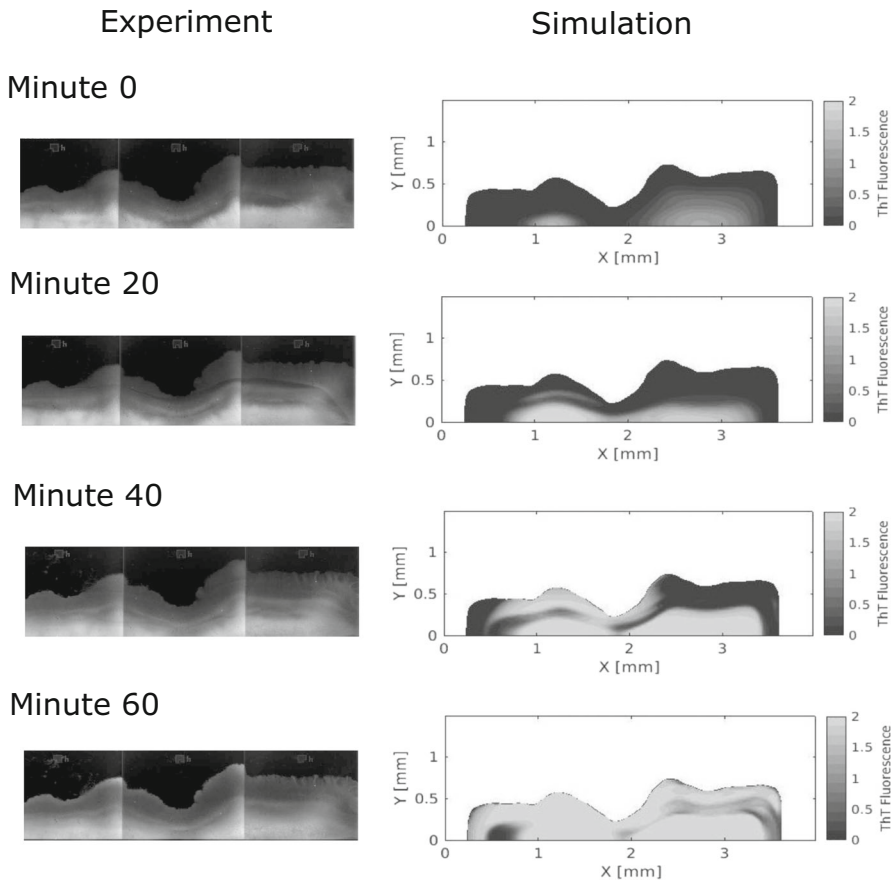 Experiment
Simulation
Minute 0
1
0.5
0
Y [mm]
0 1 2 3
X [mm]
2
1.5
1
0.5
0
ThT Fluorescence
Minute 20
1
0.5
0
Y [mm]
0 1 2 3
X [mm]
2
1.5
1
0.5
0
ThT Fluorescence
Minute 40
1
0.5
0
Y [mm]
0 1 2 3
X [mm]
2
1.5
1
0.5
0
ThT Fluorescence
Minute 60
1
0.5
0
Y [mm]
0 1 2 3
X [mm]
2
1.5
1
0.5
0
ThT Fluorescence